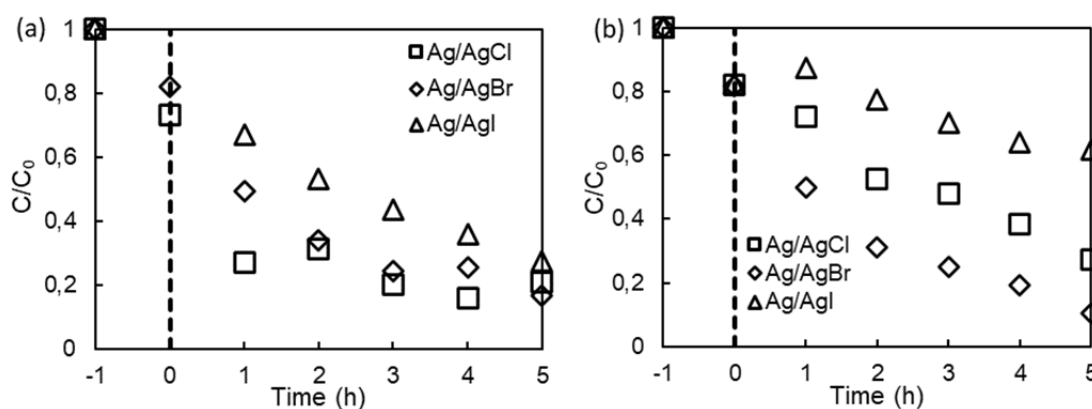 (a)
1
0,8
0,6
0,4
0,2
0
C/C₀
-1 0 1 2 3 4 5
Time (h)
Ag/AgCl
Ag/AgBr
Ag/AgI
(b)
1
0,8
0,6
0,4
0,2
0
C/C₀
-1 0 1 2 3 4 5
Time (h)
Ag/AgCl
Ag/AgBr
Ag/AgI